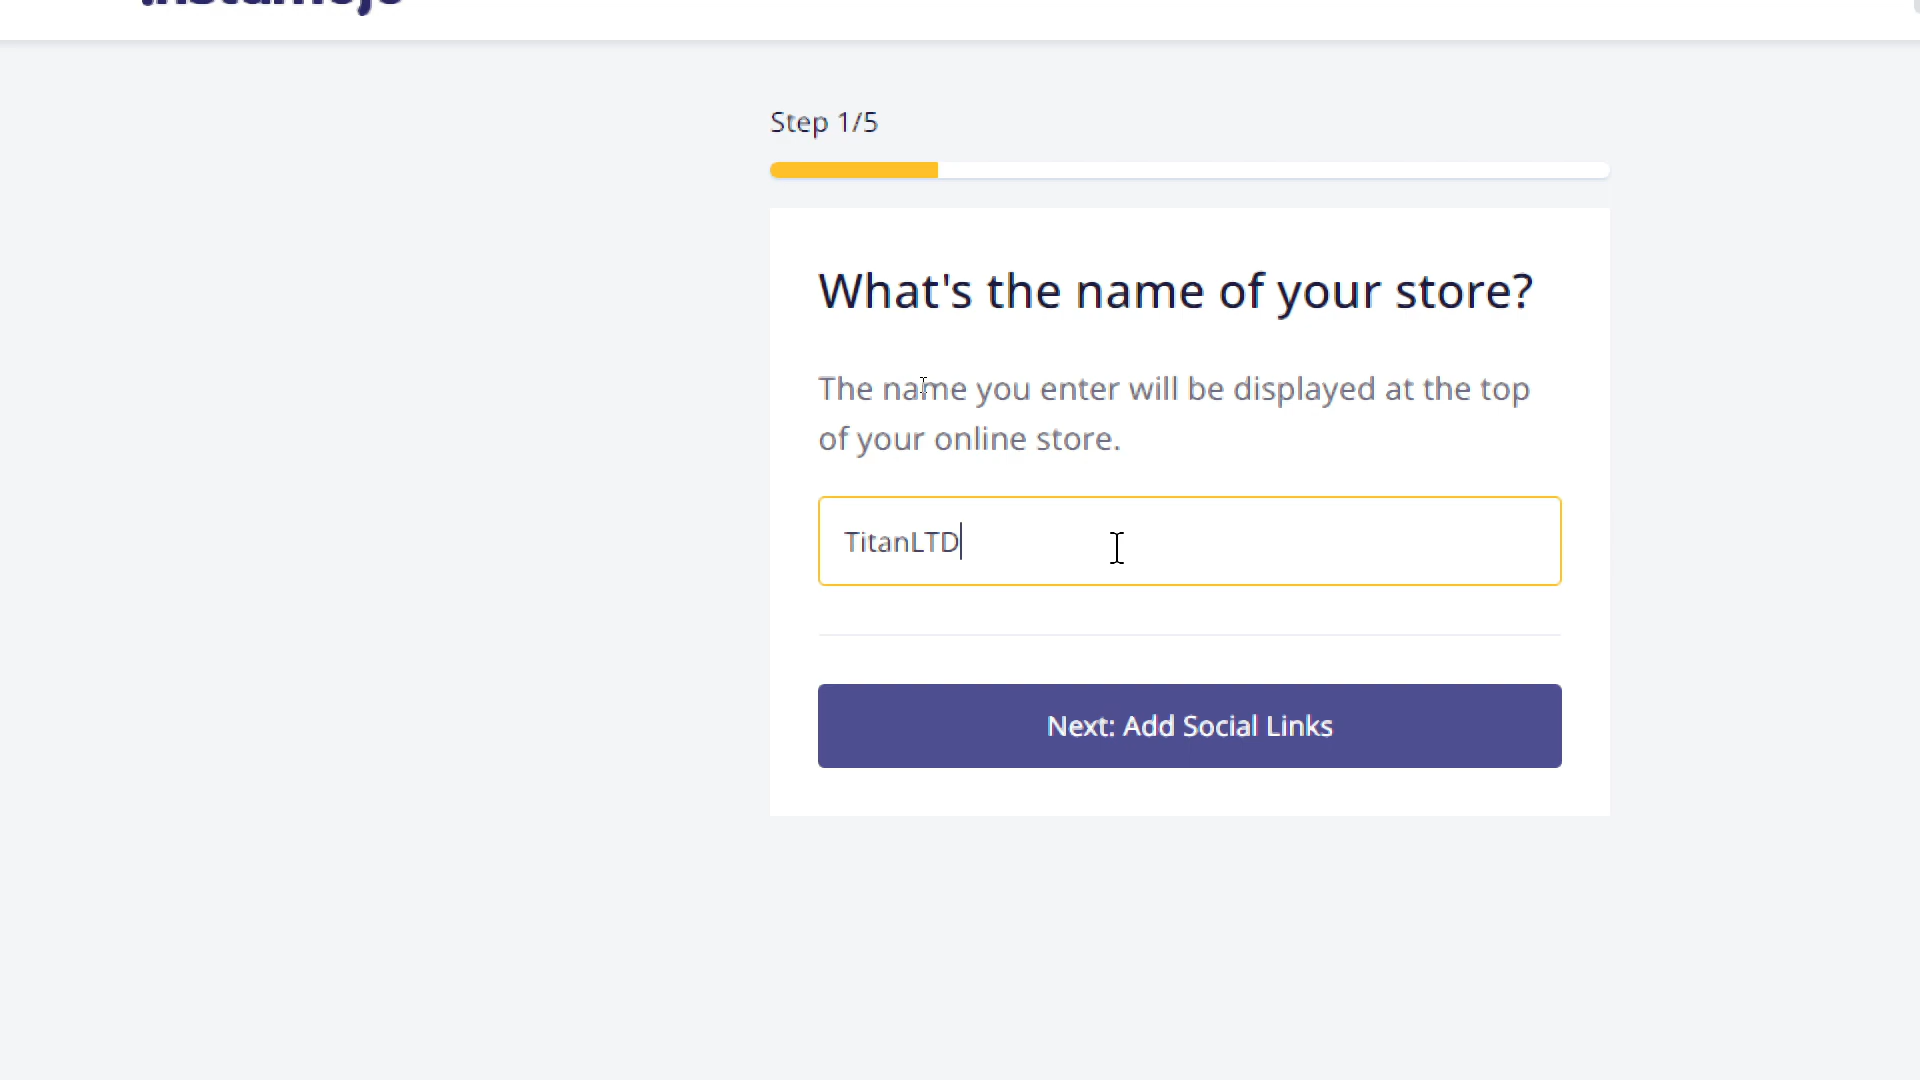 Step 1/5
What's the name of your store?
The name you enter will be displayed at the top
of your online store.
TitanLTD
Next: Add Social Links